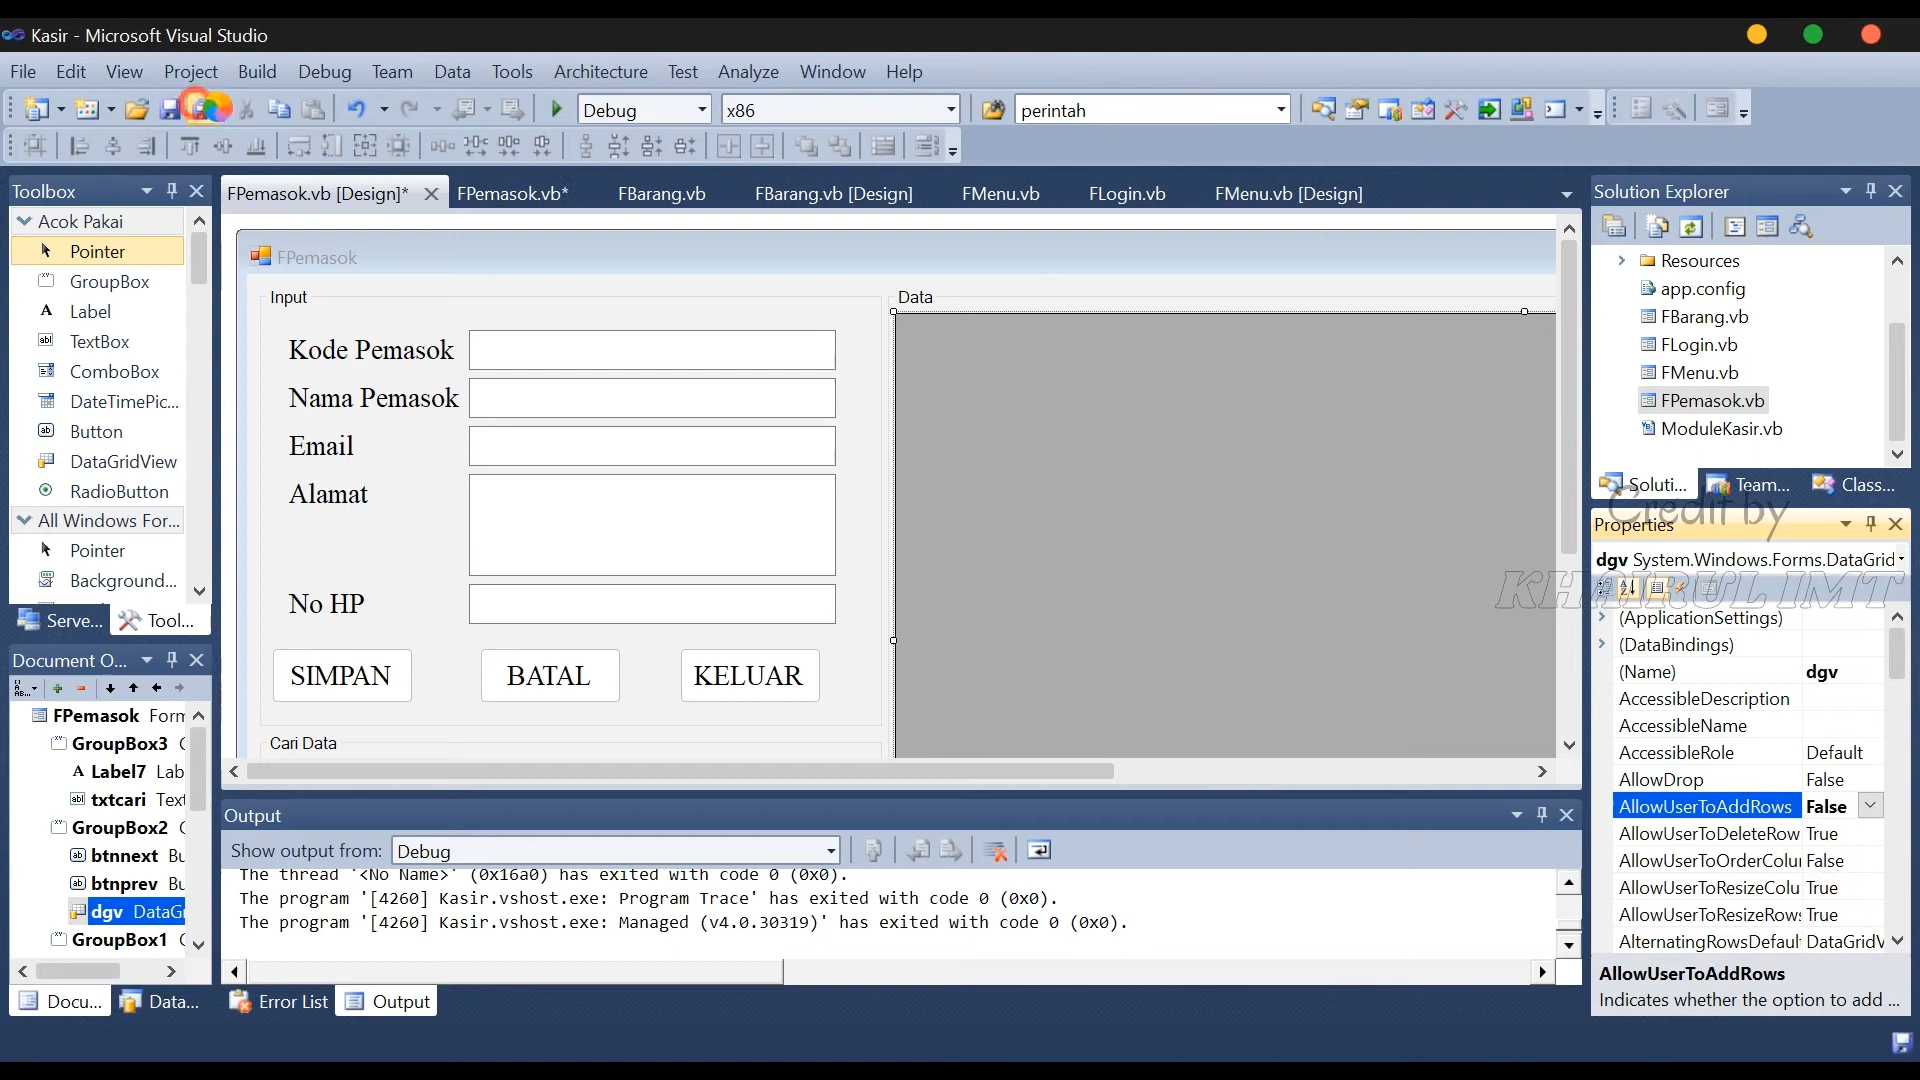 Kasir - Microsoft Visual Studio
File Edit View Project Build Debug Team Data Tools Architecture Test Analyze Window Help
Debug x86 perintah
Toolbox
Acok Pakai
Pointer
GroupBox
Label
TextBox
ComboBox
DateTimePic...
Button
DataGridView
RadioButton
All Windows For...
Pointer
Background...
Serve... Tool...
Document O...
FPemasok Form
GroupBox3 G
Label7 Lab
txtcari Text
GroupBox2 G
btnnext Bu
btnprev Bu
dgv DataGr
GroupBox1 G
Docu... Data...
FPemasok.vb [Design]* FPemasok.vb* FBarang.vb FBarang.vb [Design] FMenu.vb FLogin.vb FMenu.vb [Design]
FPemasok
Input
Kode Pemasok
Nama Pemasok
Email
Alamat
No HP
SIMPAN BATAL KELUAR
Cari Data
Data
Output
Show output from: Debug
The thread '<No Name>' (0x16a0) has exited with code 0 (0x0).
The program '[4260] Kasir.vshost.exe: Program Trace' has exited with code 0 (0x0).
The program '[4260] Kasir.vshost.exe: Managed (v4.0.30319)' has exited with code 0 (0x0).
Error List Output
Solution Explorer
Resources
app.config
FBarang.vb
FLogin.vb
FMenu.vb
FPemasok.vb
ModuleKasir.vb
Soluti... Team... Class...
Credit by
Properties
dgv System.Windows.Forms.DataGrid
KHAIRUL IMT
(ApplicationSettings)
(DataBindings)
(Name) dgv
AccessibleDescription
AccessibleName
AccessibleRole Default
AllowDrop False
AllowUserToAddRows False
AllowUserToDeleteRow True
AllowUserToOrderColu False
AllowUserToResizeColu True
AllowUserToResizeRows True
AlternatingRowsDefaul DataGridV
AllowUserToAddRows
Indicates whether the option to add ...